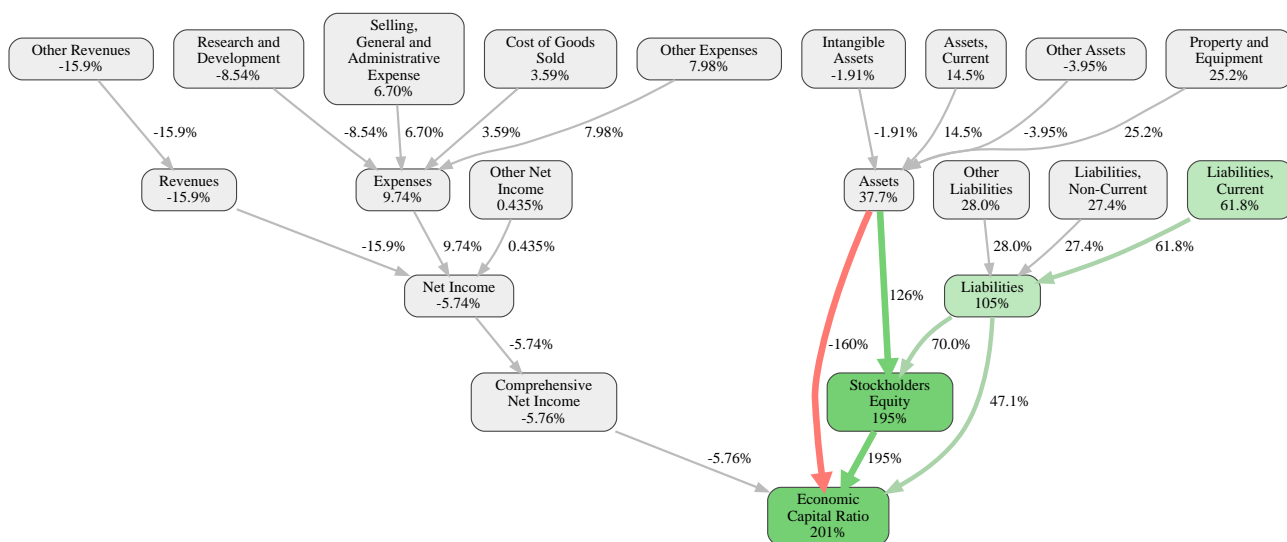 Other Revenues
-15.9%
Research and
Development
-8.54%
Selling,
General and
Administrative
Expense
6.70%
Cost of Goods
Sold
3.59%
Other Expenses
7.98%
Intangible
Assets
-1.91%
Assets,
Current
14.5%
Other Assets
-3.95%
Property and
Equipment
25.2%
-15.9%
-8.54%
6.70%
3.59%
7.98%
-1.91%
14.5%
-3.95%
25.2%
Revenues
-15.9%
Expenses
9.74%
Other Net
Income
0.435%
Assets
37.7%
Other
Liabilities
28.0%
Liabilities,
Non-Current
27.4%
Liabilities,
Current
61.8%
-15.9%
9.74%
0.435%
28.0%
27.4%
61.8%
Net Income
-5.74%
Liabilities
105%
126%
-5.74%
-160%
70.0%
Comprehensive
Net Income
-5.76%
Stockholders
Equity
195%
47.1%
-5.76%
195%
Economic
Capital Ratio
201%